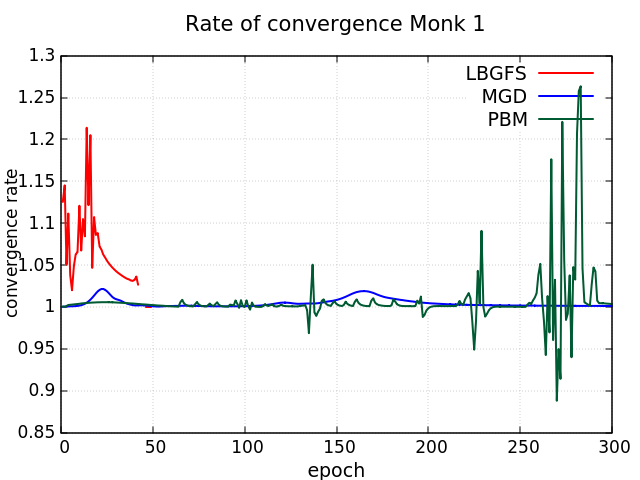 Rate of convergence Monk 1
1.3
1.25
1.2
1.15
1.1
1.05
1
0.95
0.9
0.85
convergence rate
LBGFS
MGD
PBM
0 50 100 150 200 250 300
epoch